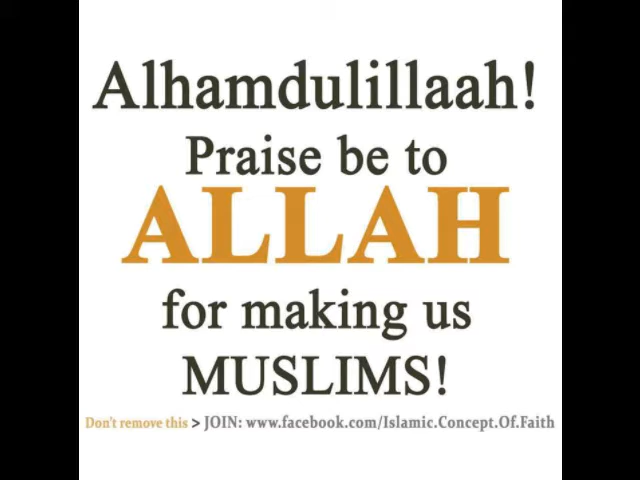 Alhamdulillaah!
Praise be to
ALLAH
for making us
MUSLIMS!
Don't remove this > JOIN: www.facebook.com/Islamic.Concept.Of.Faith